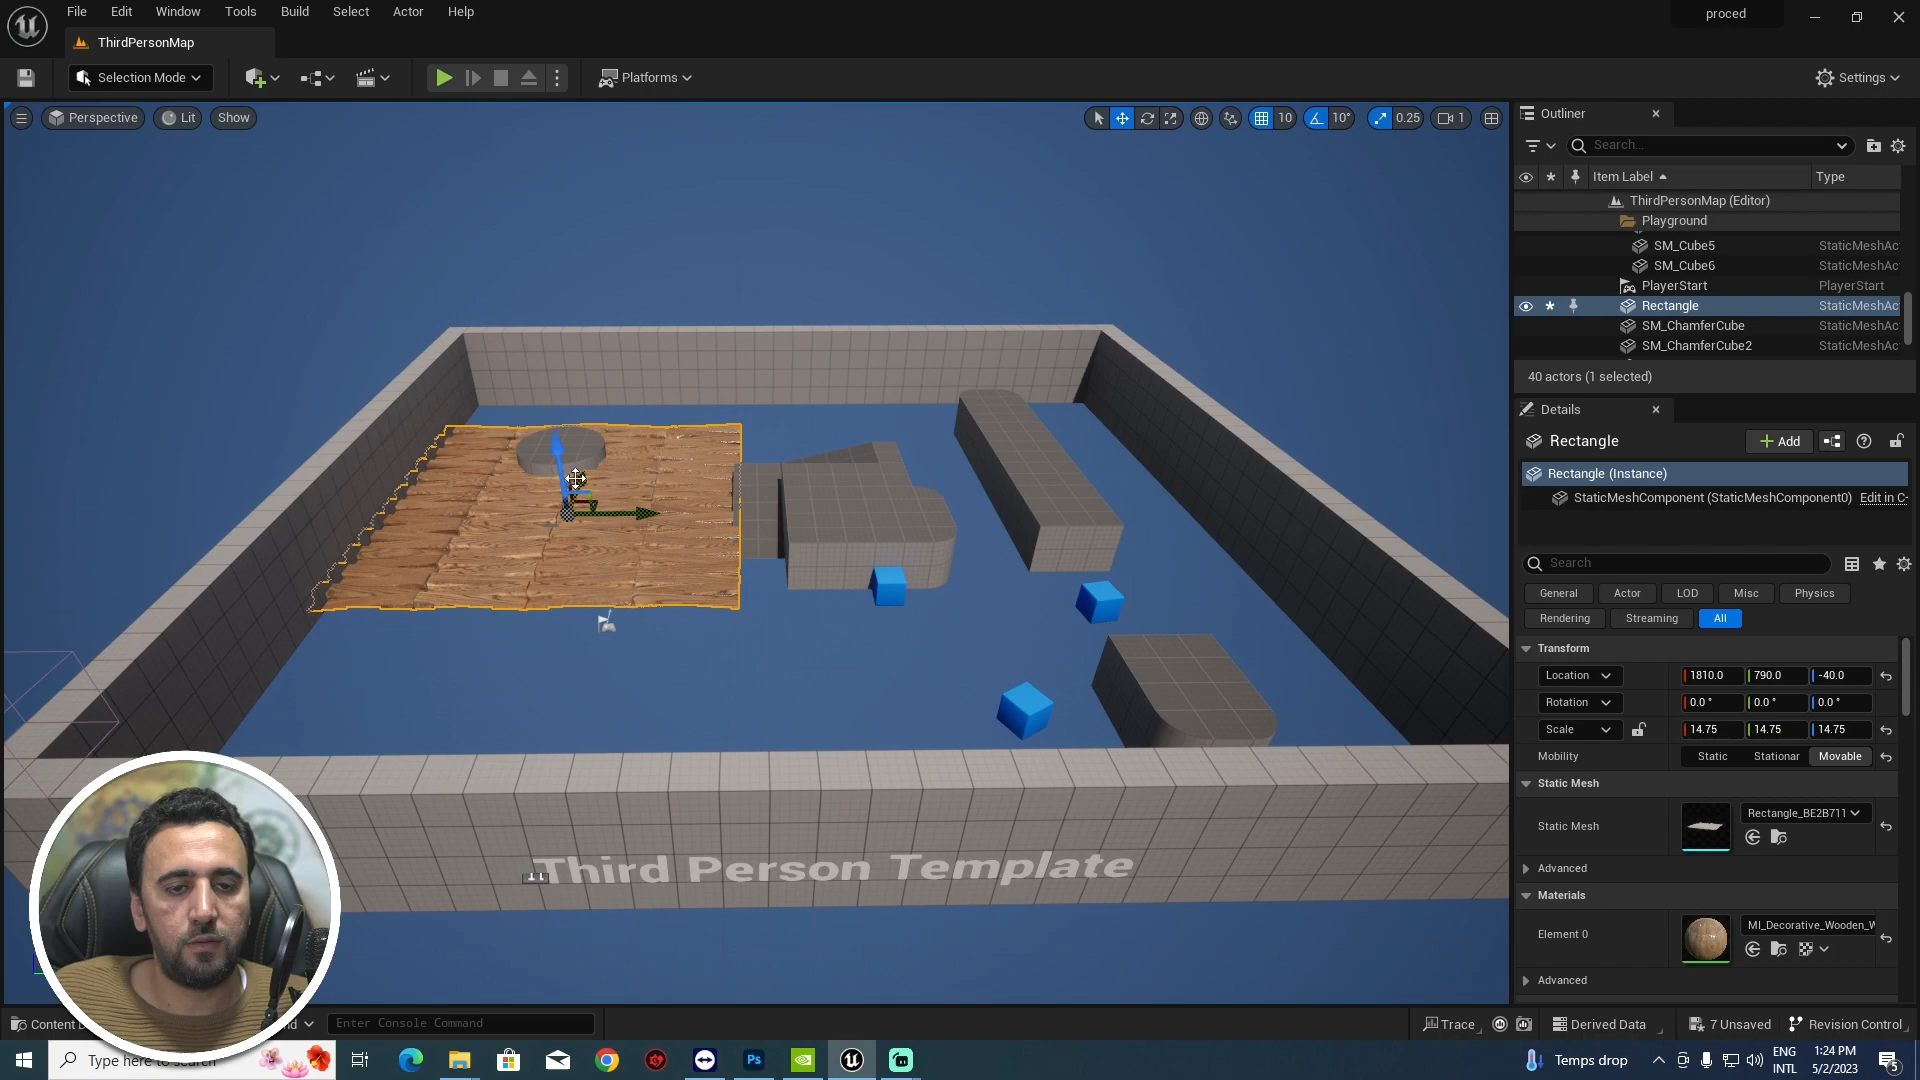 File Edit Window Tools Build Select Actor Help
proced
ThirdPersonMap
Selection Mode
Platforms
Settings
Perspective Lit Show
10 10° 0.25 1
Outliner
Search...
Item Label Type
ThirdPersonMap (Editor)
Playground
SM_Cube5 StaticMeshAc
SM_Cube6 StaticMeshAc
PlayerStart PlayerStart
Rectangle StaticMeshAc
SM_ChamferCube StaticMeshAc
SM_ChamferCube2 StaticMeshAc
40 actors (1 selected)
Details
Rectangle
Add
Rectangle (Instance)
StaticMeshComponent (StaticMeshComponent0) Edit in C-
Search
General Actor LOD Misc Physics
Rendering Streaming All
Transform
Location 1810.0 790.0 -40.0
Rotation 0.0 ° 0.0 ° 0.0 °
Scale 14.75 14.75 14.75
Mobility Static Stationar Movable
Static Mesh
Rectangle_BE2B711
Static Mesh
Advanced
Materials
MI_Decorative_Wooden_W
Element 0
Advanced
Third Person Template
Content
Enter Console Command
Trace
Derived Data
7 Unsaved
Revision Control
Type here to search
Ps
Temps drop
ENG
INTL
1:24 PM
5/2/2023
5